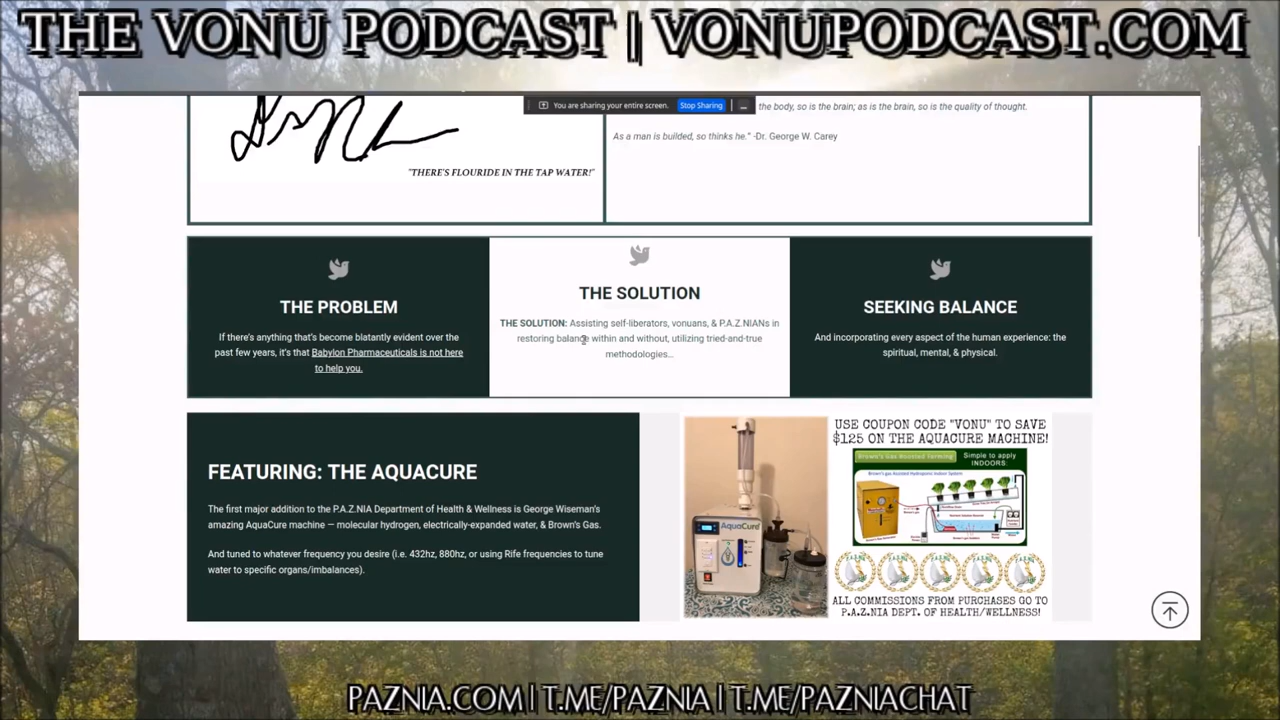 THE VONU PODCAST | VONUPODCAST.COM
You are sharing your entire screen. Stop Sharing
the body, so is the brain; as is the brain, so is the quality of thought.
As a man is builded, so thinks he." -Dr. George W. Carey
"THERE'S FLOURIDE IN THE TAP WATER!"
THE PROBLEM
If there's anything that's become blatantly evident over the
past few years, it's that Babylon Pharmaceuticals is not here
to help you.
THE SOLUTION
THE SOLUTION: Assisting self-liberators, vonuans, & P.A.Z.NIANs in
restoring balance within and without, utilizing tried-and-true
methodologies...
SEEKING BALANCE
And incorporating every aspect of the human experience: the
spiritual, mental, & physical.
FEATURING: THE AQUACURE
The first major addition to the P.A.Z.NIA Department of Health & Wellness is George Wiseman's
amazing AquaCure machine — molecular hydrogen, electrically-expanded water, & Brown's Gas.
And tuned to whatever frequency you desire (i.e. 432hz, 880hz, or using Rife frequencies to tune
water to specific organs/imbalances).
AquaCure
USE COUPON CODE "VONU" TO SAVE
$125 ON THE AQUACURE MACHINE!
Brown's Gas Boosted Farming
Simple to apply
INDOORS:
Brown's gas Assisted Hydroponic Indoor System
ALL COMMISSIONS FROM PURCHASES GO TO
P.A.Z.NIA DEPT. OF HEALTH/WELLNESS!
PAZNIA.COM | T.ME/PAZNIA | T.ME/PAZNIACHAT